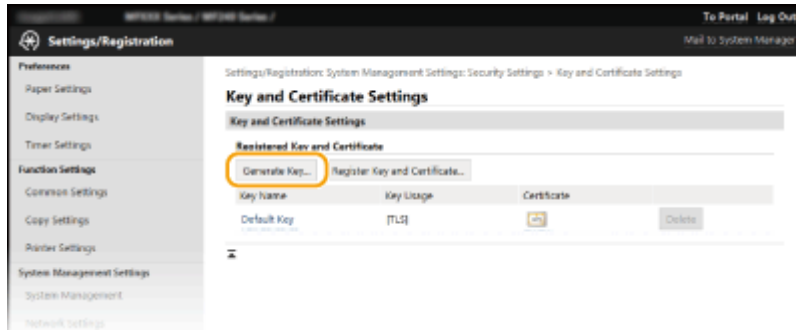 To Portal Log Out
Settings/Registration
Mail to System Manager
Preferences
Paper Settings
Display Settings
Timer Settings
Function Settings
Common Settings
Copy Settings
Printer Settings
System Management Settings
System Management
Network Settings
Settings/Registration: System Management Settings: Security Settings > Key and Certificate Settings
Key and Certificate Settings
Key and Certificate Settings
Registered Key and Certificate
Generate Key... Register Key and Certificate...
Key Name Key Usage Certificate
Default Key [TLS] Delete